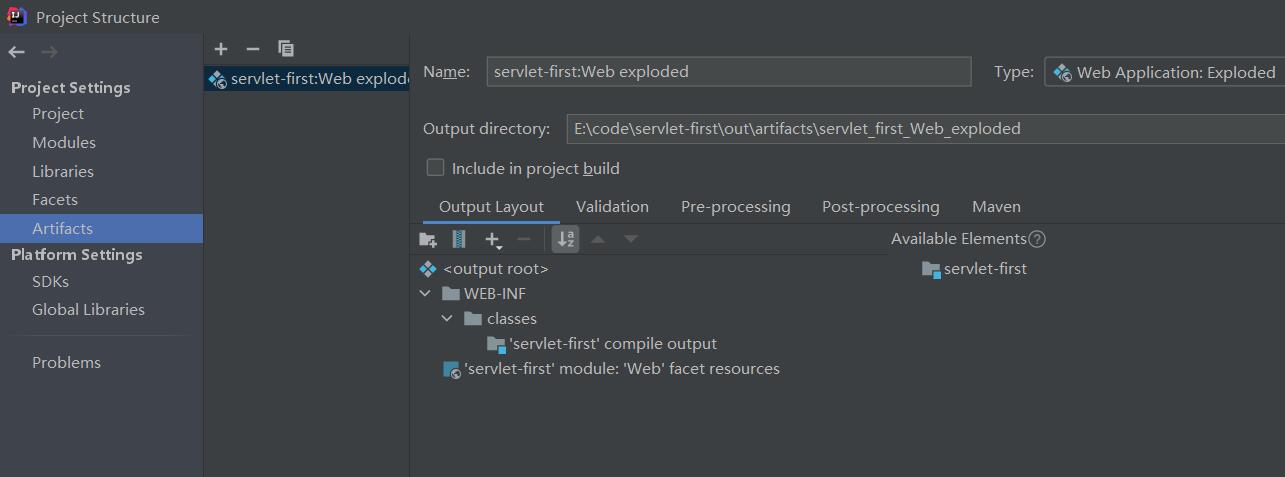 Project Structure
Project Settings
Project
Modules
Libraries
Facets
Artifacts
Platform Settings
SDKs
Global Libraries
Problems
servlet-first:Web explode
Name: servlet-first:Web exploded Type: Web Application: Exploded
Output directory: E:\code\servlet-first\out\artifacts\servlet_first_Web_exploded
Include in project build
Output Layout Validation Pre-processing Post-processing Maven
Available Elements
<output root>
WEB-INF
classes
'servlet-first' compile output
'servlet-first' module: 'Web' facet resources
servlet-first